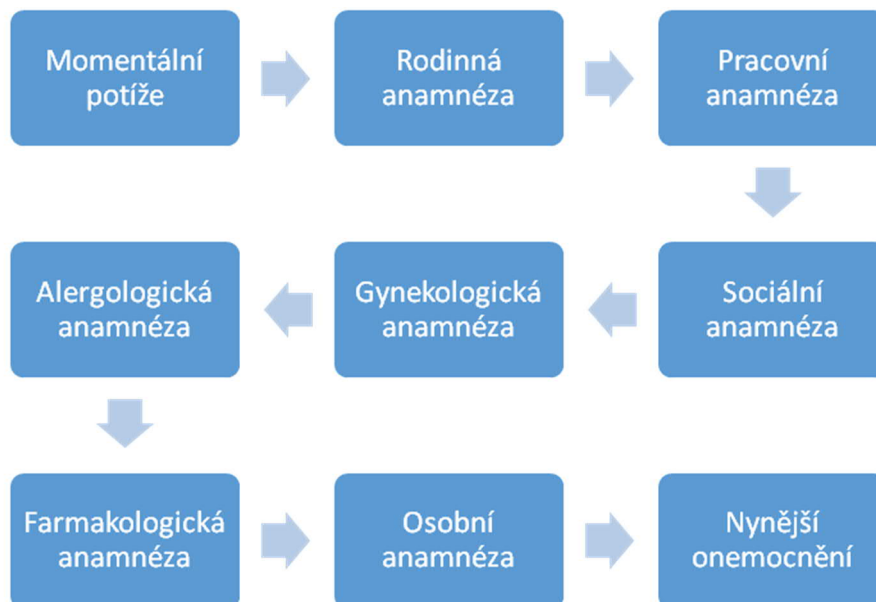 Momentální
potíže
Rodinná
anamnéza
Pracovní
anamnéza
Sociální
anamnéza
Gynekologická
anamnéza
Alergologická
anamnéza
Farmakologická
anamnéza
Osobní
anamnéza
Nynější
onemocnění